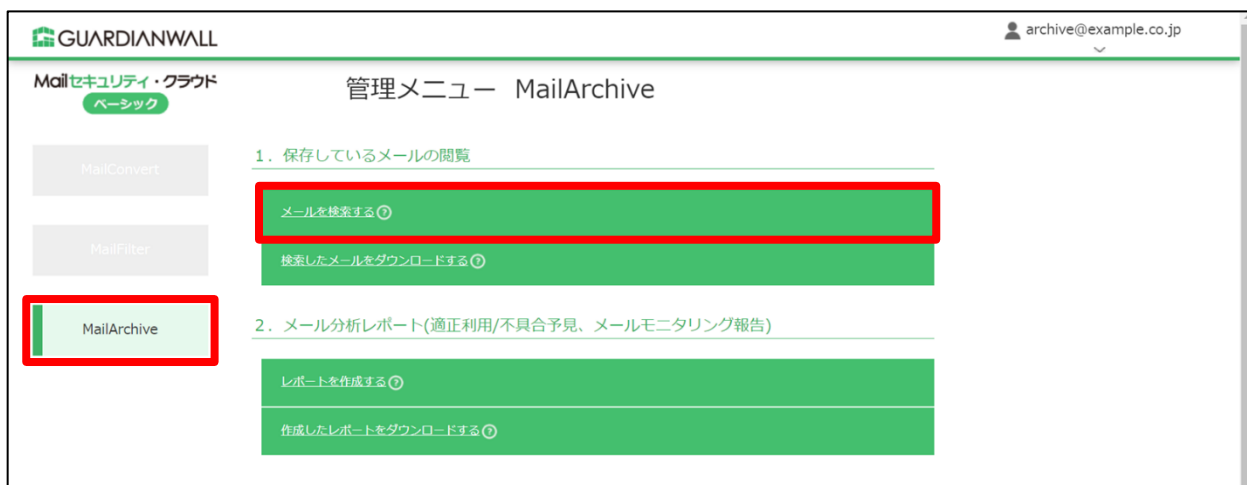 GUARDIANWALL
archive@example.co.jp
Mailセキュリティ・クラウド
ベーシック
管理メニュー MailArchive
MailConvert
MailFilter
MailArchive
1. 保存しているメールの閲覧
メールを検索する?
検索したメールをダウンロードする?
2. メール分析レポート(適正利用/不具合予見、メールモニタリング報告)
レポートを作成する?
作成したレポートをダウンロードする?